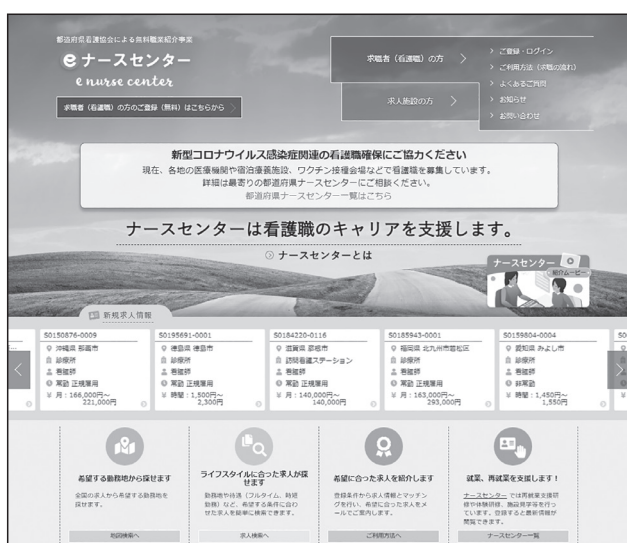 都道府県看護協会による無料職業紹介事業
eナースセンター
e nurse center
求職者（看護職）の方のご登録（無料）はこちらから
求職者（看護職）の方
求人施設の方
ご登録・ログイン
ご利用方法（求職の流れ）
よくあるご質問
お知らせ
お問い合わせ
新型コロナウイルス感染症関連の看護職確保にご協力ください
現在、各地の医療機関や宿泊療養施設、ワクチン接種会場などで看護職を募集しています。
詳細は最寄りの都道府県ナースセンターにご相談ください。
都道府県ナースセンター一覧はこちら
ナースセンターは看護職のキャリアを支援します。
ナースセンターとは
ナースセンター
紹介ムービー
新規求人情報
S0150876-0009
沖縄県 那覇市
診療所
看護師
常勤 正規雇用
月：166,000円～
221,000円
S0195691-0001
徳島県 徳島市
診療所
看護師
常勤 正規雇用
時間：1,500円～
2,300円
S0184220-0116
滋賀県 彦根市
訪問看護ステーション
看護師
常勤 正規雇用
月：140,000円～
140,000円
S0185943-0001
福岡県 北九州市若松区
診療所
看護師
常勤 正規雇用
月：163,000円～
293,000円
S0159804-0004
愛知県 みよし市
診療所
看護師
非常勤
時間：1,450円～
1,550円
希望する勤務地から探せます
全国の求人から希望する勤務地を
探せます。
地図検索へ
ライフスタイルに合った求人が探
せます
勤務地や待遇（フルタイム、時短
勤務）など、希望する条件に合わ
せた求人を簡単に検索できます。
求人検索へ
希望に合った求人を紹介します
登録条件から求人情報とマッチン
グを行い、希望に合った求人をメ
ールでご案内します。
ご利用方法へ
就業、再就業を支援します！
ナースセンター では再就業支援研
修や体験研修、施設見学等を行っ
ています。登録すると最新情報が
閲覧できます。
ナースセンター一覧